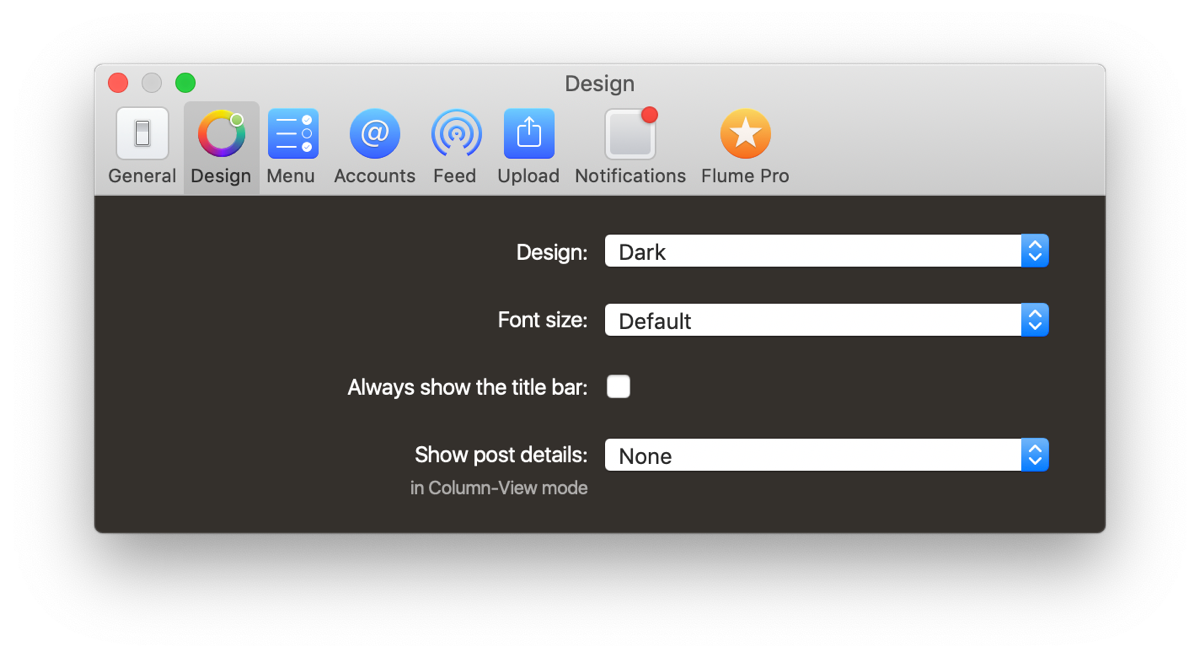 Design
General Design Menu Accounts Feed Upload Notifications Flume Pro
Design: Dark
Font size: Default
Always show the title bar:
Show post details: None
in Column-View mode